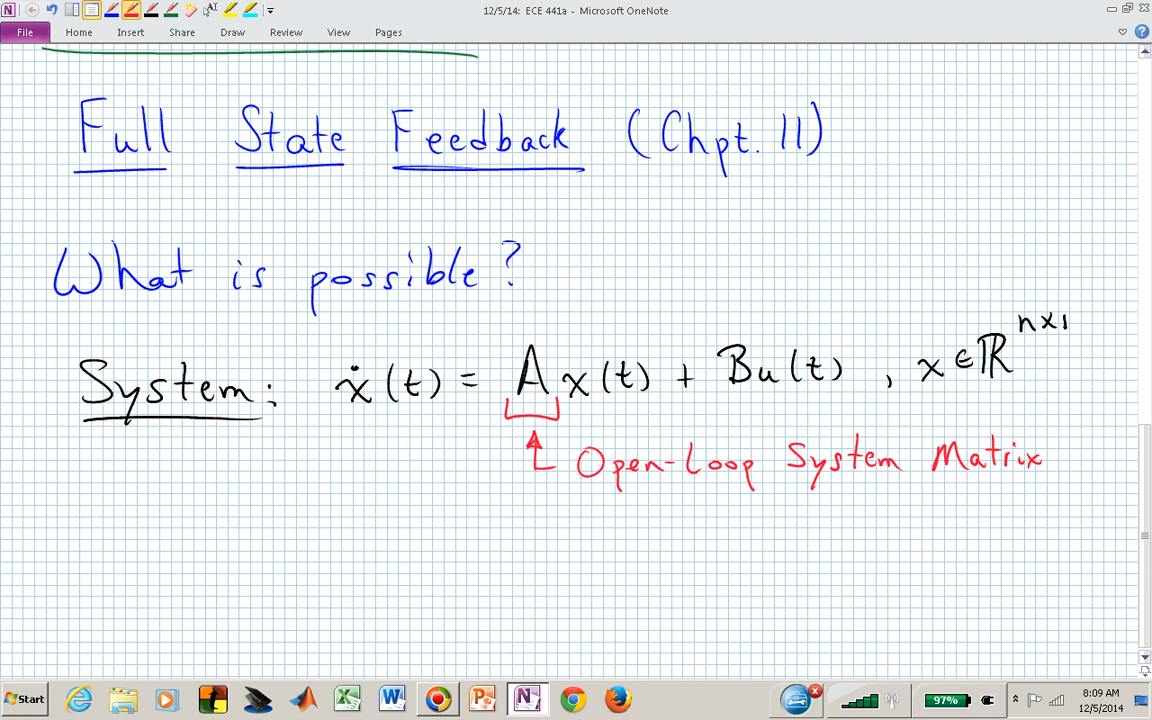 12/5/14: ECE 441a - Microsoft OneNote
File Home Insert Share Draw Review View Pages
Full State Feedback (Chpt. 11)
What is possible?
System: ẋ(t) = Ax(t) + Bu(t), x ∈ ℝⁿˣ¹
Open-Loop System Matrix
Start 97% 8:09 AM
12/5/2014